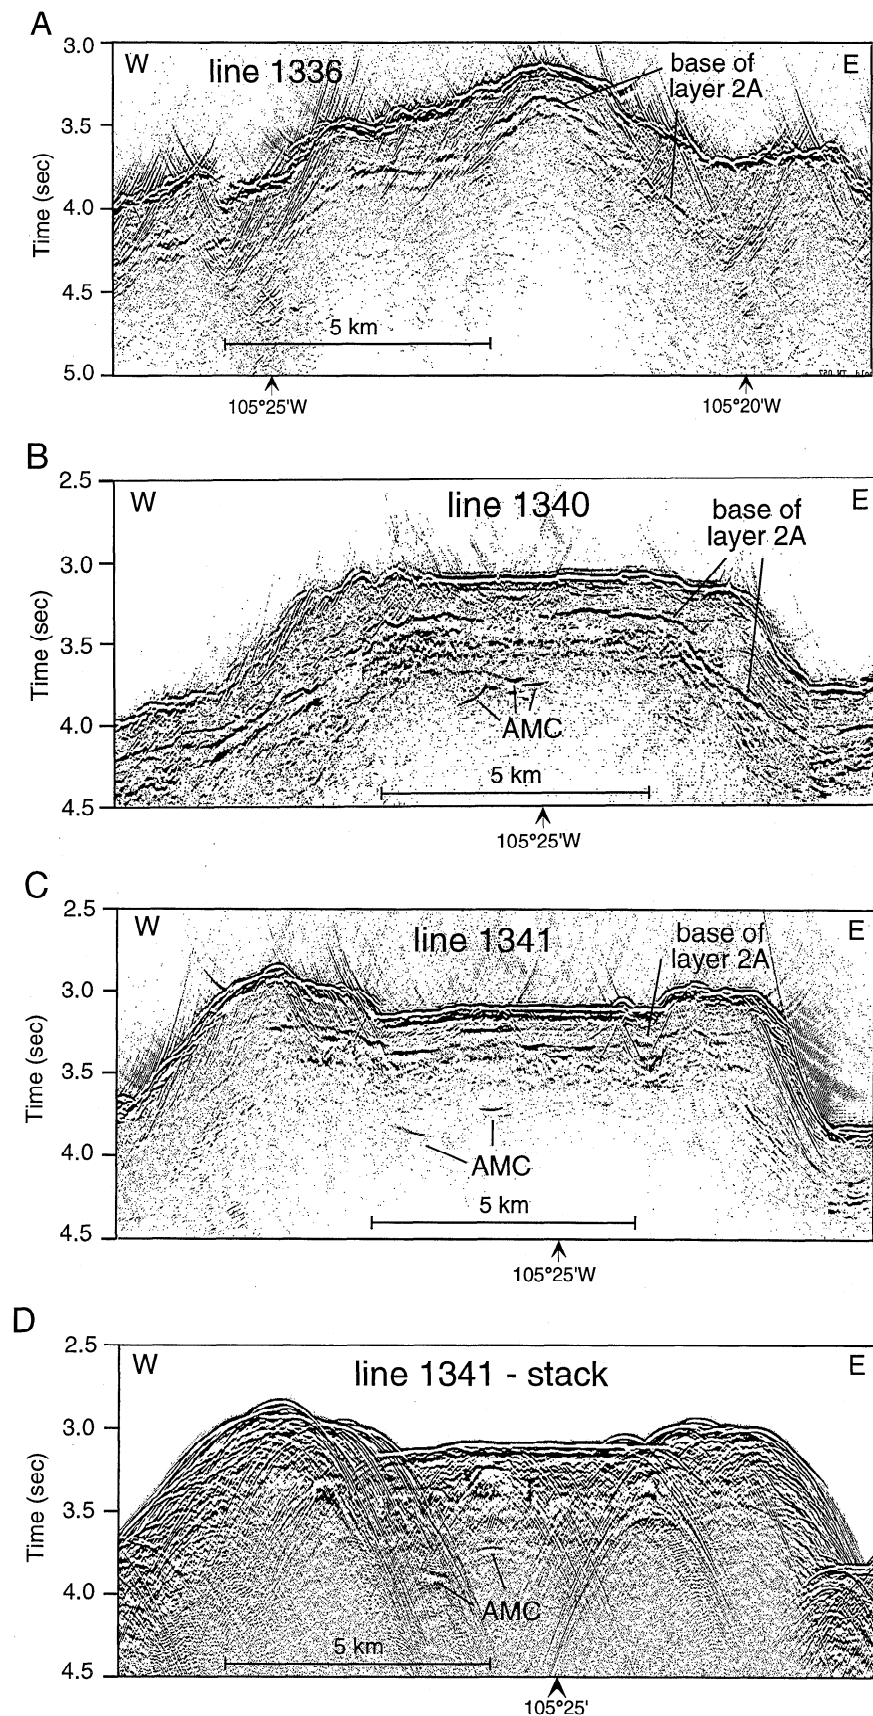 A
3.0
W
line 1336
base of
layer 2A
E
3.5
4.0
4.5
5.0
Time (sec)
5 km
105°25'W
105°20'W
B
2.5
W
line 1340
base of
layer 2A
E
3.0
3.5
4.0
4.5
Time (sec)
AMC
5 km
105°25'W
C
2.5
W
line 1341
base of
layer 2A
E
3.0
3.5
4.0
4.5
Time (sec)
AMC
5 km
105°25'W
D
2.5
W
line 1341 - stack
E
3.0
3.5
4.0
4.5
Time (sec)
AMC
5 km
105°25'